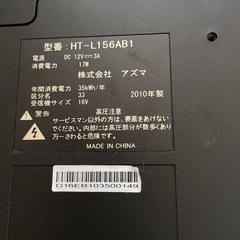 型番：HT-L156AB1
電源 DC 12V⎓3A
消費電力 17W
株式会社 アズマ
消費電力量 35kWh/年 2010年製
区分名 33
受信機サイズ 16V
高圧注意
サービスマン以外の方は、裏蓋をあけないで
ください。内部には高圧部分が数多くあり
万一さわると危険です。
MADE IN CHINA
D16EB103500149